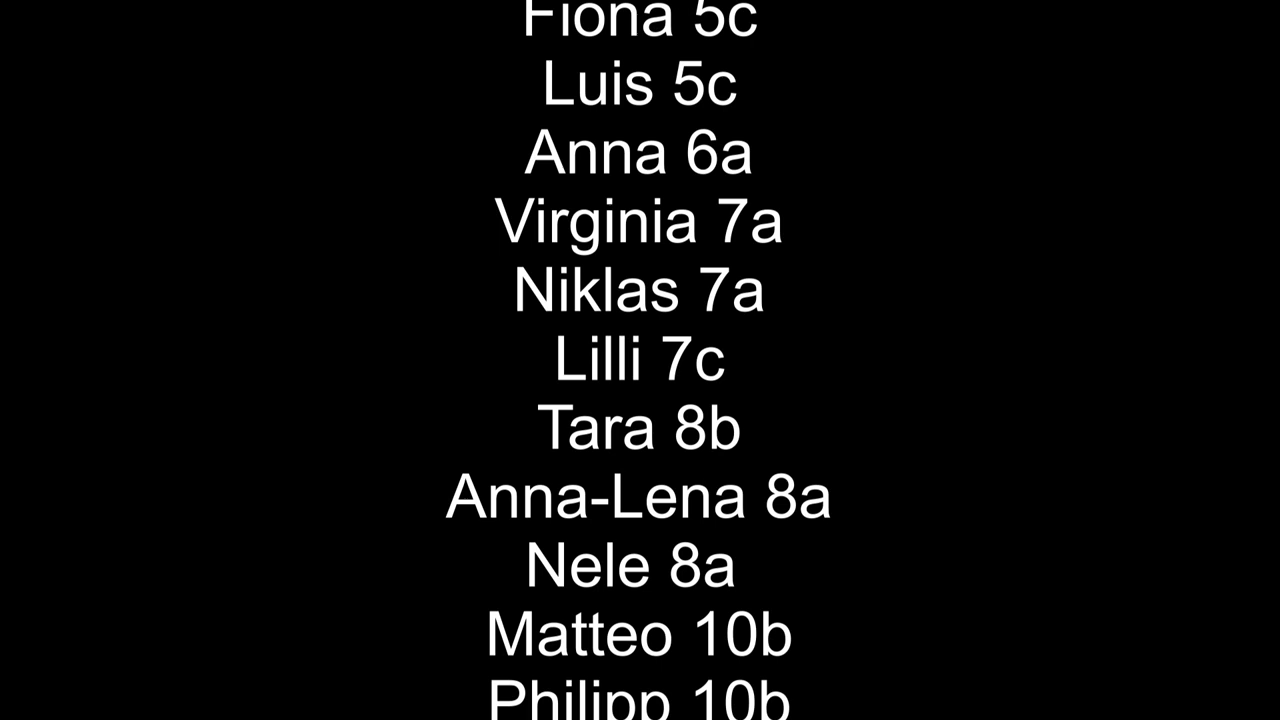 Fiona 5c
Luis 5c
Anna 6a
Virginia 7a
Niklas 7a
Lilli 7c
Tara 8b
Anna-Lena 8a
Nele 8a
Matteo 10b
Philipp 10b